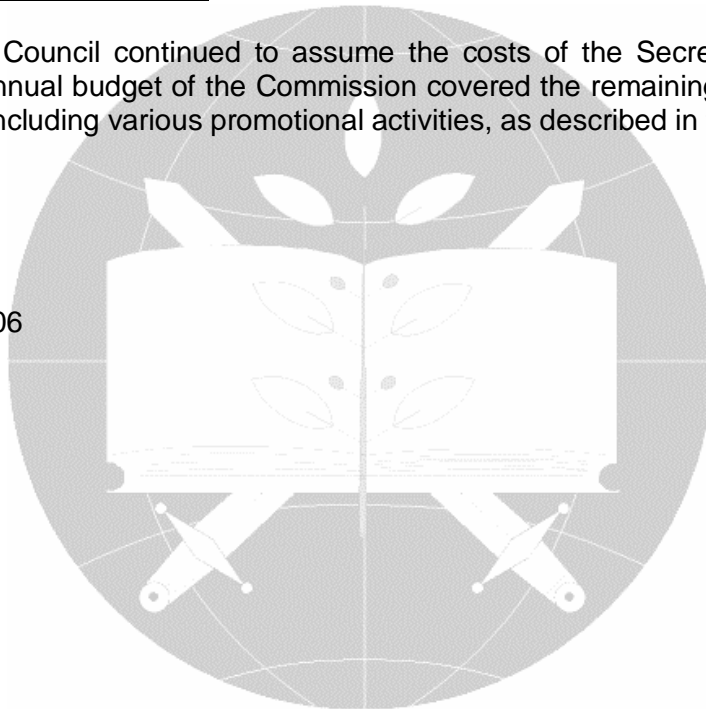 Council continued to assume the costs of the Secre
nnual budget of the Commission covered the remaining
ncluding various promotional activities, as described in
06